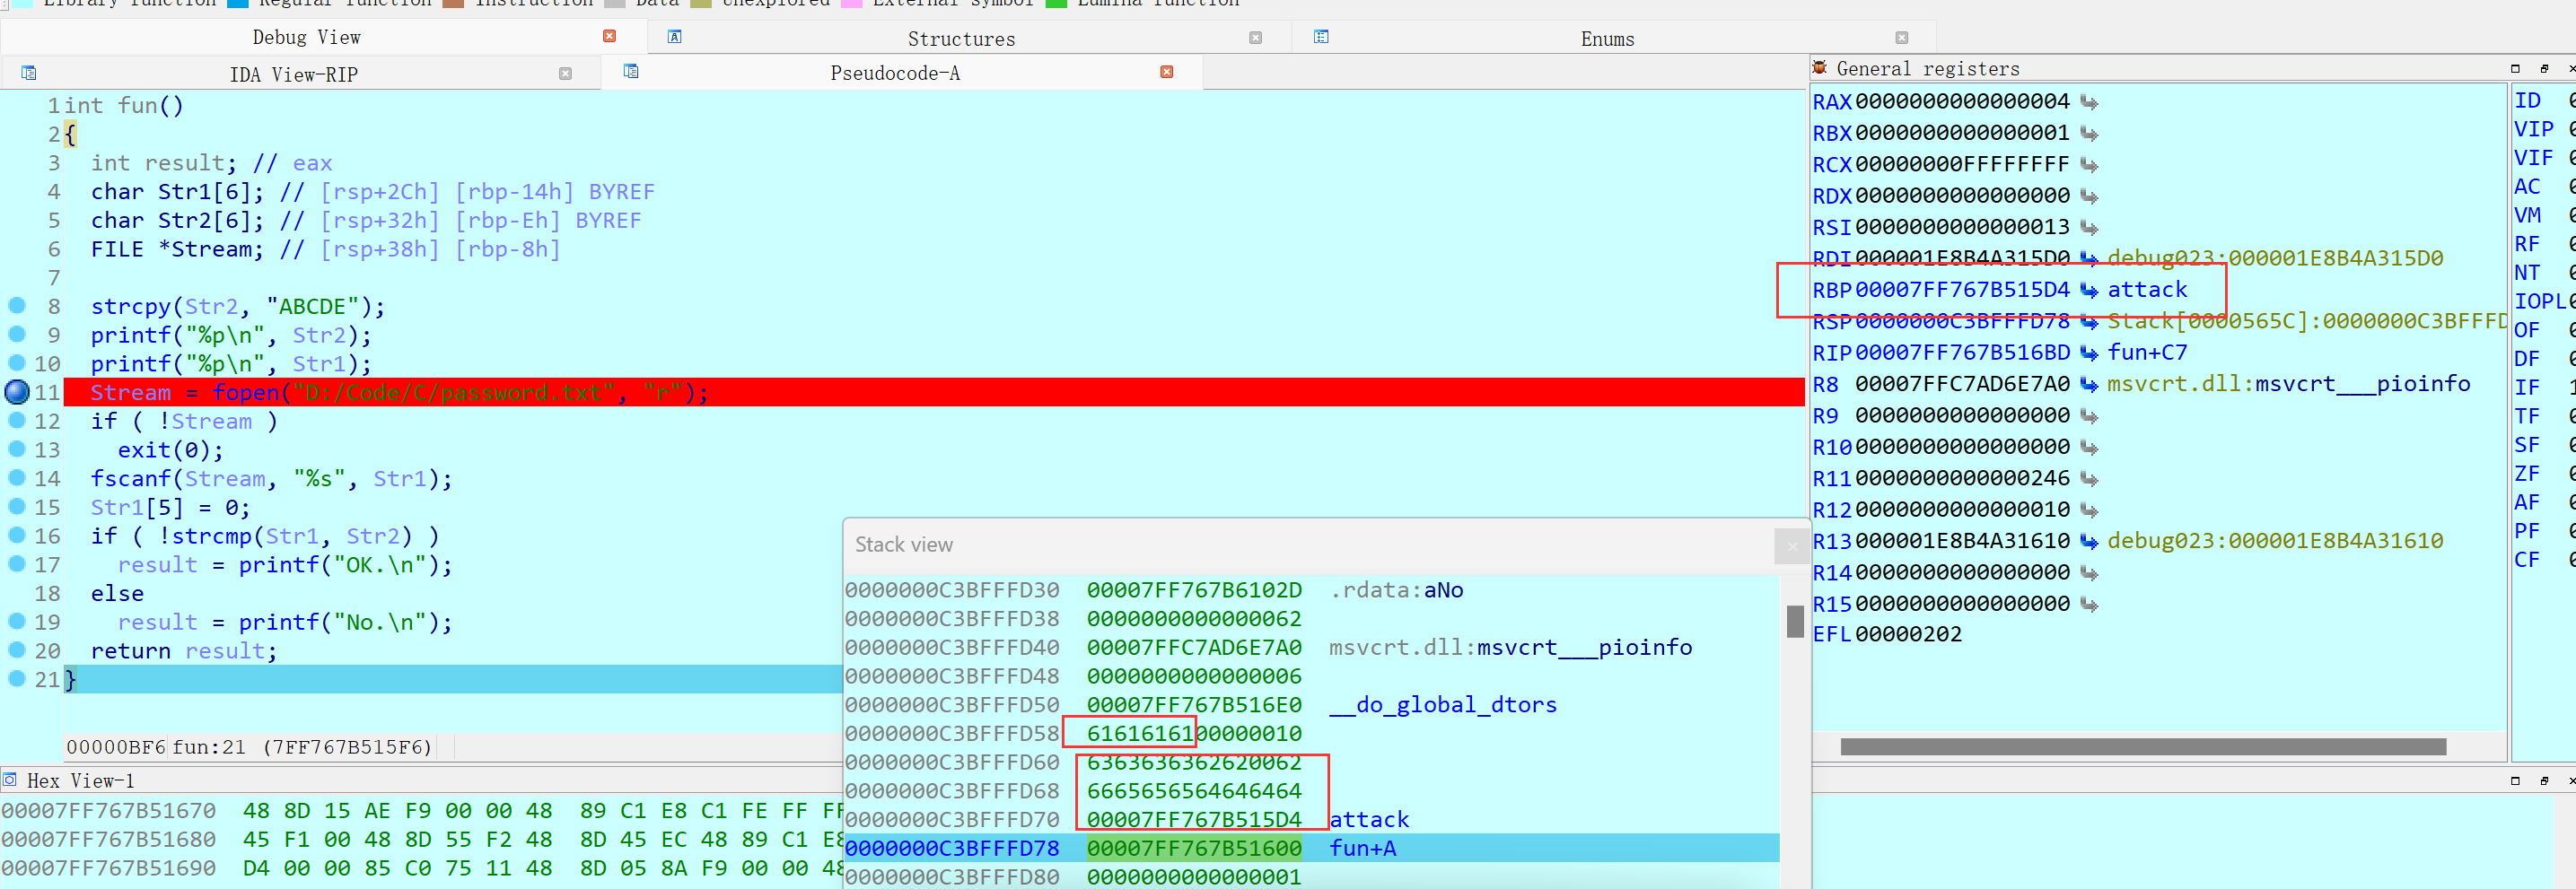 Library function Regular function Instruction Data Unexplored External symbol Lumina function
Debug View Structures Enums
IDA View-RIP Pseudocode-A
1 int fun()
2 {
3 int result; // eax
4 char Str1[6]; // [rsp+2Ch] [rbp-14h] BYREF
5 char Str2[6]; // [rsp+32h] [rbp-Eh] BYREF
6 FILE *Stream; // [rsp+38h] [rbp-8h]
7
8 strcpy(Str2, "ABCDE");
9 printf("%p\n", Str2);
10 printf("%p\n", Str1);
11 Stream = fopen("D:/Code/C/password.txt", "r");
12 if ( !Stream )
13 exit(0);
14 fscanf(Stream, "%s", Str1);
15 Str1[5] = 0;
16 if ( !strcmp(Str1, Str2) )
17 result = printf("OK.\n");
18 else
19 result = printf("No.\n");
20 return result;
21 }
00000BF6 fun:21 (7FF767B515F6)
Hex View-1
00007FF767B51670 48 8D 15 AE F9 00 00 48 89 C1 E8 C1 FE FF FF
00007FF767B51680 45 F1 00 48 8D 55 F2 48 8D 45 EC 48 89 C1 E8
00007FF767B51690 D4 00 00 85 C0 75 11 48 8D 05 8A F9 00 00 48
Stack view
0000000C3BFFFD30 00007FF767B6102D .rdata:aNo
0000000C3BFFFD38 0000000000000062
0000000C3BFFFD40 00007FFC7AD6E7A0 msvcrt.dll:msvcrt___pioinfo
0000000C3BFFFD48 0000000000000006
0000000C3BFFFD50 00007FF767B516E0 __do_global_dtors
0000000C3BFFFD58 6161616100000010
0000000C3BFFFD60 6363636362620062
0000000C3BFFFD68 6665656564646464
0000000C3BFFFD70 00007FF767B515D4 attack
0000000C3BFFFD78 00007FF767B51600 fun+A
0000000C3BFFFD80 0000000000000001
General registers
RAX 0000000000000004
RBX 0000000000000001
RCX 00000000FFFFFFFF
RDX 0000000000000000
RSI 0000000000000013
RDI 000001E8B4A315D0 debug023:000001E8B4A315D0
RBP 00007FF767B515D4 attack
RSP 0000000C3BFFFD78 Stack[0000565C]:0000000C3BFFFD
RIP 00007FF767B516BD fun+C7
R8 00007FFC7AD6E7A0 msvcrt.dll:msvcrt___pioinfo
R9 0000000000000000
R10 0000000000000000
R11 0000000000000246
R12 0000000000000010
R13 000001E8B4A31610 debug023:000001E8B4A31610
R14 0000000000000000
R15 0000000000000000
EFL 00000202
ID
VIP
VIF
AC
VM
RF
NT
IOPL
OF
DF
IF
TF
SF
ZF
AF
PF
CF